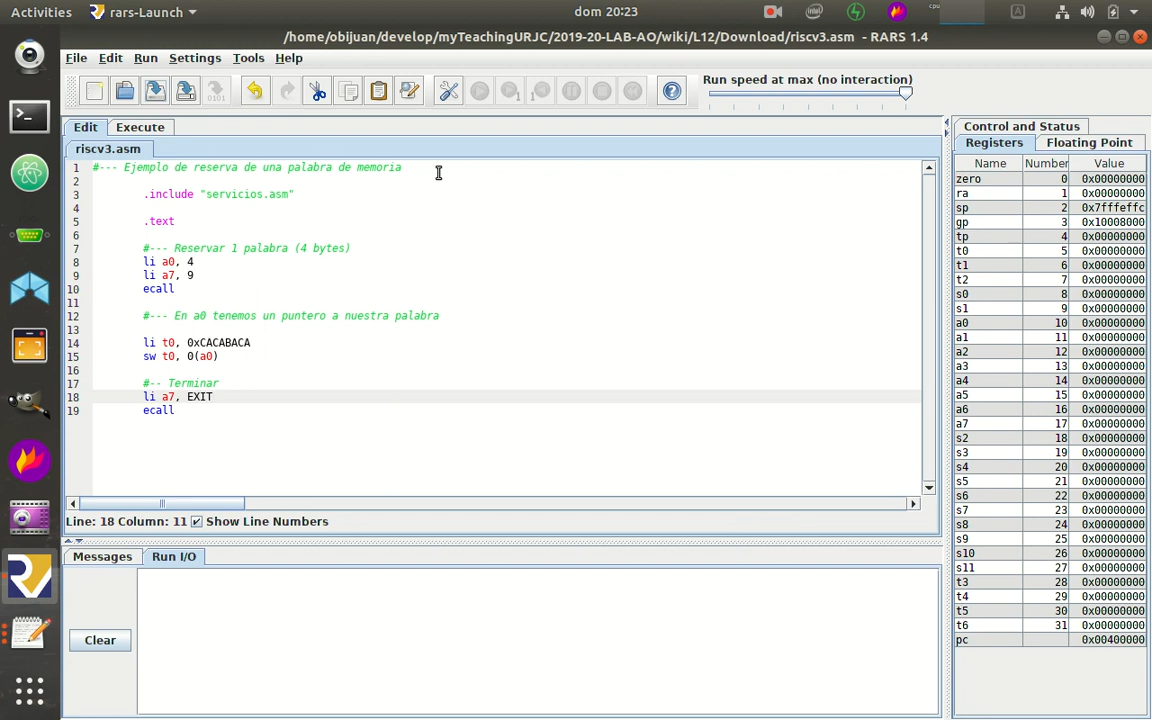 Activities rars-Launch dom 20:23 cpu A
/home/obijuan/develop/myTeachingURJC/2019-20-LAB-AO/wiki/L12/Download/riscv3.asm - RARS 1.4
File Edit Run Settings Tools Help
Run speed at max (no interaction)
Edit Execute
riscv3.asm
1 #--- Ejemplo de reserva de una palabra de memoria
2
3 .include "servicios.asm"
4
5 .text
6
7 #--- Reservar 1 palabra (4 bytes)
8 li a0, 4
9 li a7, 9
10 ecall
11
12 #--- En a0 tenemos un puntero a nuestra palabra
13
14 li t0, 0xCACABACA
15 sw t0, 0(a0)
16
17 #-- Terminar
18 li a7, EXIT
19 ecall
Line: 18 Column: 11 Show Line Numbers
Messages Run I/O
Clear
Control and Status
Registers Floating Point
Name Number Value
zero 0 0x00000000
ra 1 0x00000000
sp 2 0x7fffeffc
gp 3 0x10008000
tp 4 0x00000000
t0 5 0x00000000
t1 6 0x00000000
t2 7 0x00000000
s0 8 0x00000000
s1 9 0x00000000
a0 10 0x00000000
a1 11 0x00000000
a2 12 0x00000000
a3 13 0x00000000
a4 14 0x00000000
a5 15 0x00000000
a6 16 0x00000000
a7 17 0x00000000
s2 18 0x00000000
s3 19 0x00000000
s4 20 0x00000000
s5 21 0x00000000
s6 22 0x00000000
s7 23 0x00000000
s8 24 0x00000000
s9 25 0x00000000
s10 26 0x00000000
s11 27 0x00000000
t3 28 0x00000000
t4 29 0x00000000
t5 30 0x00000000
t6 31 0x00000000
pc 0x00400000